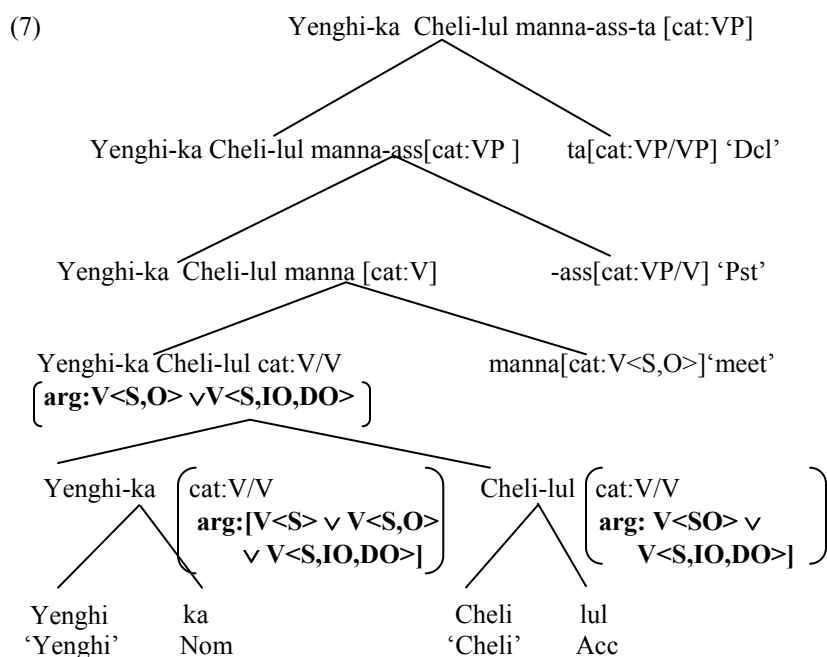 (7) Yenghi-ka Cheli-lul manna-ass-ta [cat:VP]
Yenghi-ka Cheli-lul manna-ass[cat:VP ] ta[cat:VP/VP] ‘Dcl’
Yenghi-ka Cheli-lul manna [cat:V] -ass[cat:VP/V] ‘Pst’
Yenghi-ka Cheli-lul cat:V/V manna[cat:V<S,O>]‘meet’
arg:V<S,O> ∨V<S,IO,DO>
Yenghi-ka cat:V/V Cheli-lul cat:V/V
arg:[V<S> ∨ V<S,O> arg: V<SO> ∨
∨ V<S,IO,DO>] V<S,IO,DO>]
Yenghi ka Cheli lul
‘Yenghi’ Nom ‘Cheli’ Acc